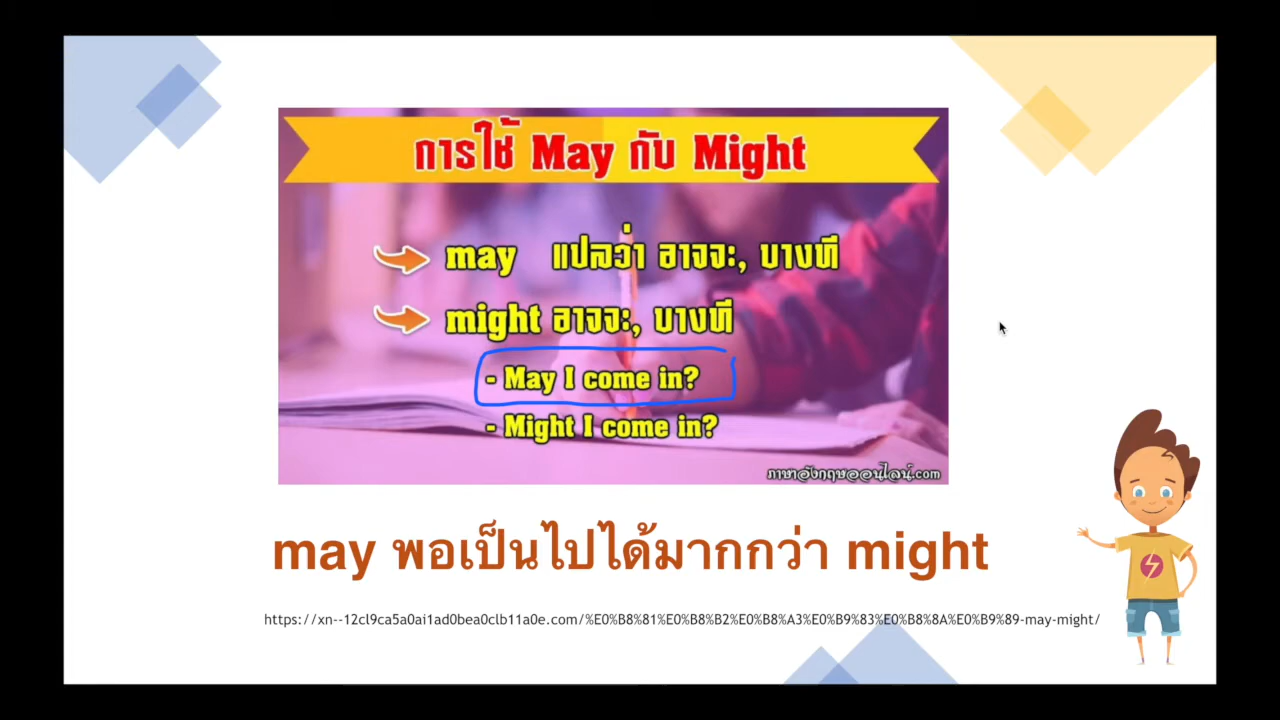 การใช้ May กับ Might
may แปลว่า อาจจะ, บางที
might อาจจะ, บางที
- May I come in?
- Might I come in?
ภาษาอังกฤษออนไลน์.com
may พอเป็นไปได้มากกว่า might
https://xn--12cl9ca5a0ai1ad0bea0clb11a0e.com/%E0%B8%81%E0%B8%B2%E0%B8%A3%E0%B9%83%E0%B8%8A%E0%B9%89-may-might/